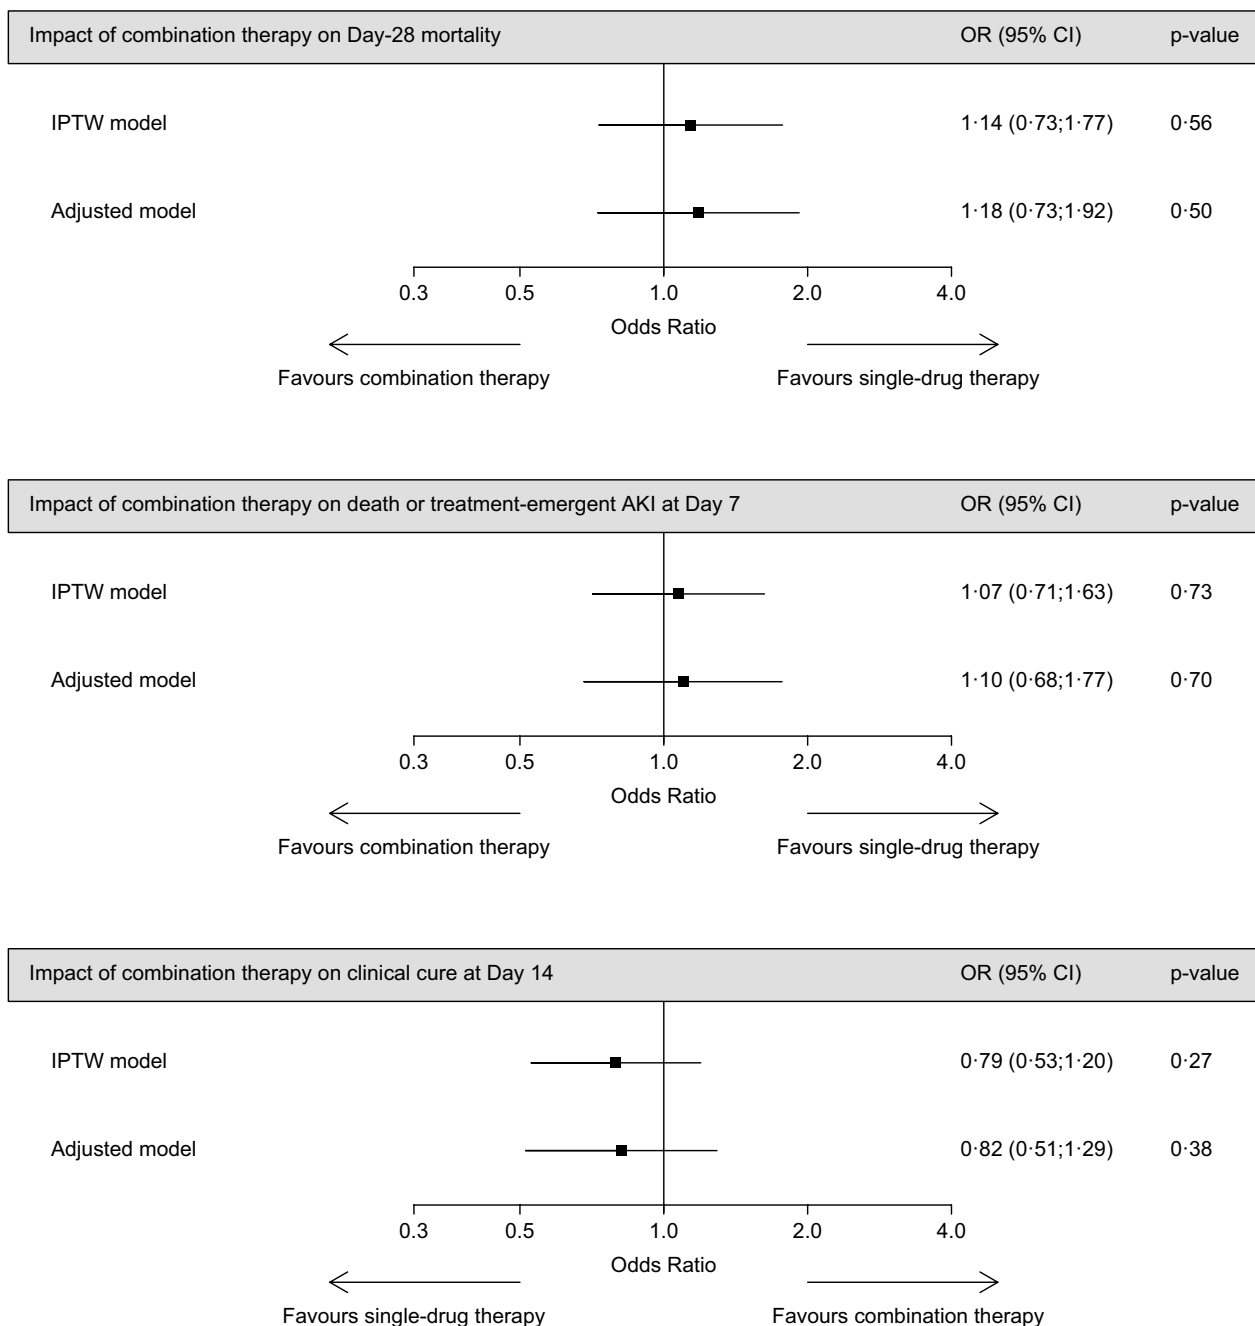 Impact of combination therapy on Day-28 mortality OR (95% CI) p-value
IPTW model 1·14 (0·73;1·77) 0·56
Adjusted model 1·18 (0·73;1·92) 0·50
0.3 0.5 1.0 2.0 4.0
Odds Ratio
Favours combination therapy Favours single-drug therapy
Impact of combination therapy on death or treatment-emergent AKI at Day 7 OR (95% CI) p-value
IPTW model 1·07 (0·71;1·63) 0·73
Adjusted model 1·10 (0·68;1·77) 0·70
0.3 0.5 1.0 2.0 4.0
Odds Ratio
Favours combination therapy Favours single-drug therapy
Impact of combination therapy on clinical cure at Day 14 OR (95% CI) p-value
IPTW model 0·79 (0·53;1·20) 0·27
Adjusted model 0·82 (0·51;1·29) 0·38
0.3 0.5 1.0 2.0 4.0
Odds Ratio
Favours single-drug therapy Favours combination therapy